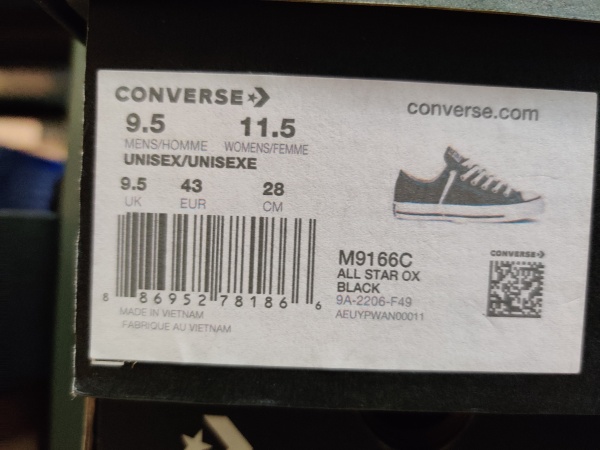 CONVERSE
converse.com
9.5 11.5
MENS/HOMME WOMENS/FEMME
UNISEX/UNISEXE
9.5 43 28
UK EUR CM
M9166C
ALL STAR OX
BLACK
9A-2206-F49
AEUYPWAN00011
CONVERSE
8 86952 78186 6
MADE IN VIETNAM
FABRIQUE AU VIETNAM